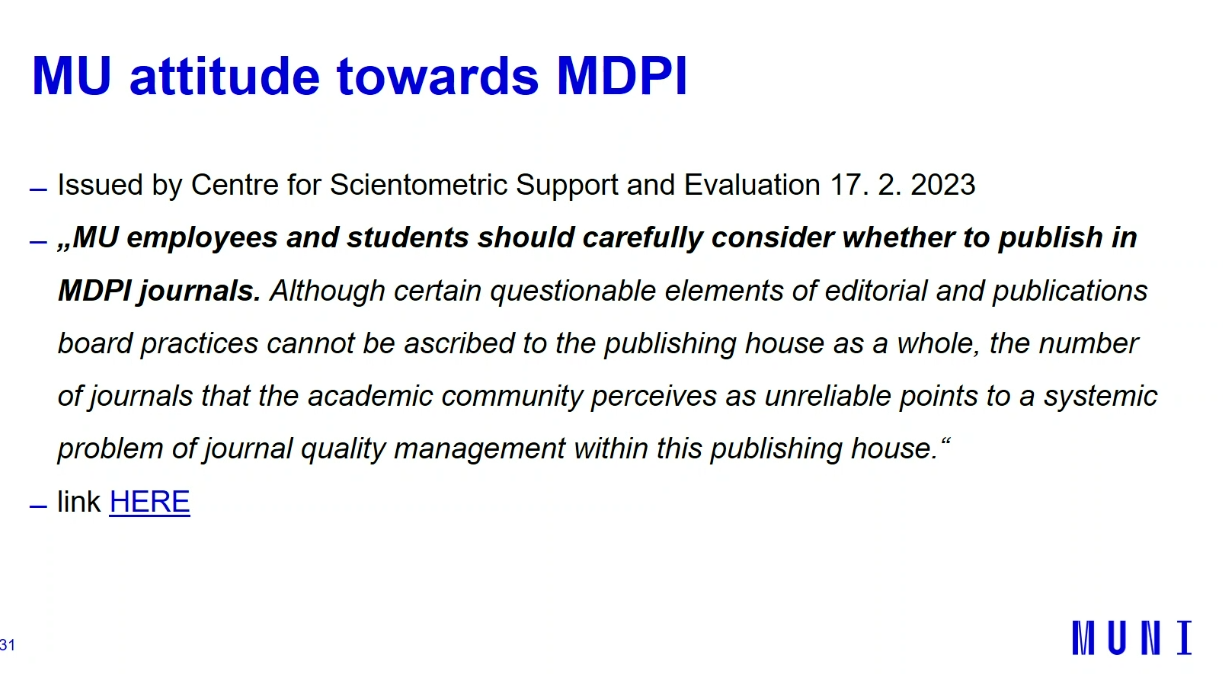 MU attitude towards MDPI
– Issued by Centre for Scientometric Support and Evaluation 17. 2. 2023
– „MU employees and students should carefully consider whether to publish in
MDPI journals. Although certain questionable elements of editorial and publications
board practices cannot be ascribed to the publishing house as a whole, the number
of journals that the academic community perceives as unreliable points to a systemic
problem of journal quality management within this publishing house.“
– link HERE
31
MUNI